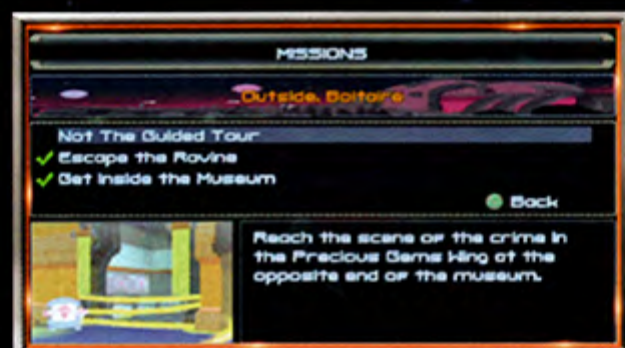 MISSIONS
Outside, Boltaire
Not The Guided Tour
Escape the Ravine
Get Inside the Museum
Back
Reach the scene of the crime in
the Precious Gems Wing at the
opposite end of the museum.